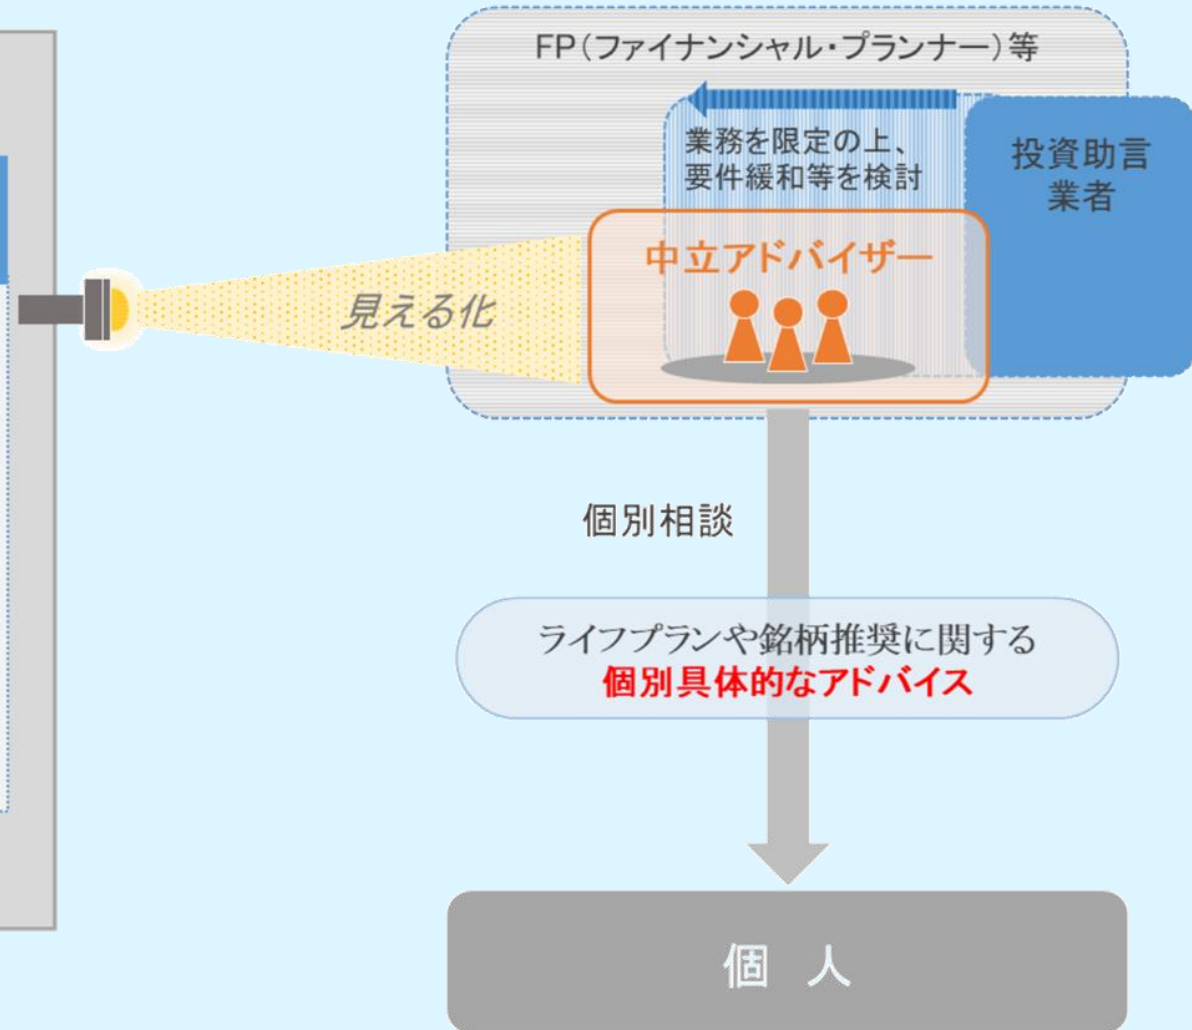 FP(ファイナンシャル・プランナー)等
業務を限定の上、
要件緩和等を検討
投資助言
業者
中立アドバイザー
見える化
個別相談
ライフプランや銘柄推奨に関する
個別具体的なアドバイス
個 人